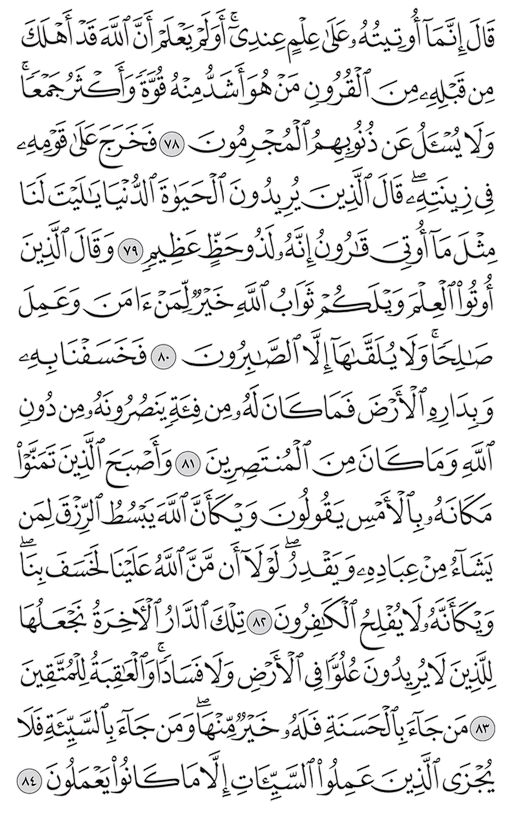 قَالَ إِنَّمَآ أُوتِيتُهُۥ عَلَىٰ عِلْمٍ عِندِىٓ ۚ أَوَلَمْ يَعْلَمْ أَنَّ ٱللَّهَ قَدْ أَهْلَكَ
مِن قَبْلِهِۦ مِنَ ٱلْقُرُونِ مَنْ هُوَ أَشَدُّ مِنْهُ قُوَّةً وَأَكْثَرُ جَمْعًا ۚ
وَلَا يُسْـَٔلُ عَن ذُنُوبِهِمُ ٱلْمُجْرِمُونَ ٧٨ فَخَرَجَ عَلَىٰ قَوْمِهِۦ
فِى زِينَتِهِۦ ۖ قَالَ ٱلَّذِينَ يُرِيدُونَ ٱلْحَيَوٰةَ ٱلدُّنْيَا يَـٰلَيْتَ لَنَا
مِثْلَ مَآ أُوتِىَ قَـٰرُونُ إِنَّهُۥ لَذُو حَظٍّ عَظِيمٍ ٧٩ وَقَالَ ٱلَّذِينَ
أُوتُوا۟ ٱلْعِلْمَ وَيْلَكُمْ ثَوَابُ ٱللَّهِ خَيْرٌ لِّمَنْ ءَامَنَ وَعَمِلَ
صَـٰلِحًا ۚ وَلَا يُلَقَّىٰهَآ إِلَّا ٱلصَّـٰبِرُونَ ٨٠ فَخَسَفْنَا بِهِۦ
وَبِدَارِهِ ٱلْأَرْضَ فَمَا كَانَ لَهُۥ مِن فِئَةٍ يَنصُرُونَهُۥ مِن دُونِ
ٱللَّهِ وَمَا كَانَ مِنَ ٱلْمُنتَصِرِينَ ٨١ وَأَصْبَحَ ٱلَّذِينَ تَمَنَّوْا۟
مَكَانَهُۥ بِٱلْأَمْسِ يَقُولُونَ وَيْكَأَنَّ ٱللَّهَ يَبْسُطُ ٱلرِّزْقَ لِمَن
يَشَآءُ مِنْ عِبَادِهِۦ وَيَقْدِرُ ۖ لَوْلَآ أَن مَّنَّ ٱللَّهُ عَلَيْنَا لَخَسَفَ بِنَا ۖ
وَيْكَأَنَّهُۥ لَا يُفْلِحُ ٱلْكَـٰفِرُونَ ٨٢ تِلْكَ ٱلدَّارُ ٱلْـَٔاخِرَةُ نَجْعَلُهَا
لِلَّذِينَ لَا يُرِيدُونَ عُلُوًّا فِى ٱلْأَرْضِ وَلَا فَسَادًا ۚ وَٱلْعَـٰقِبَةُ لِلْمُتَّقِينَ
٨٣ مَن جَآءَ بِٱلْحَسَنَةِ فَلَهُۥ خَيْرٌ مِّنْهَا ۖ وَمَن جَآءَ بِٱلسَّيِّئَةِ فَلَا
يُجْزَى ٱلَّذِينَ عَمِلُوا۟ ٱلسَّيِّـَٔاتِ إِلَّا مَا كَانُوا۟ يَعْمَلُونَ ٨٤